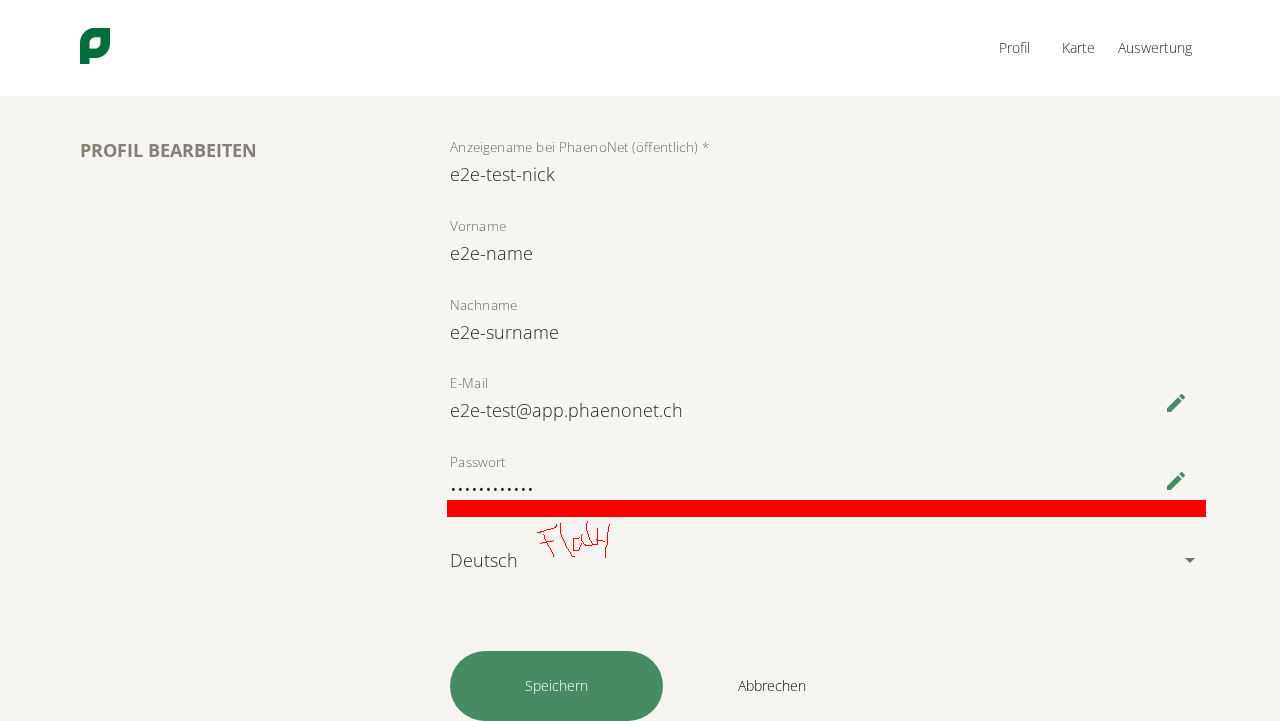 Profil Karte Auswertung
PROFIL BEARBEITEN
Anzeigename bei PhaenoNet (öffentlich) *
e2e-test-nick
Vorname
e2e-name
Nachname
e2e-surname
E-Mail
e2e-test@app.phaenonet.ch
Passwort
••••••••••••
Deutsch
Speichern Abbrechen